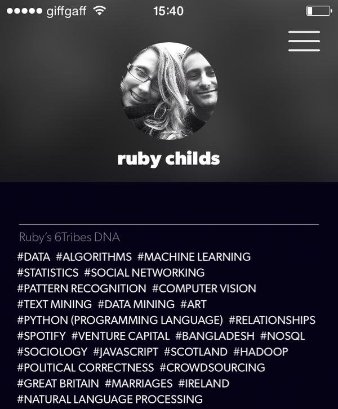 giffgaff 15:40
ruby childs
Ruby's 6Tribes DNA
#DATA #ALGORITHMS #MACHINE LEARNING
#STATISTICS #SOCIAL NETWORKING
#PATTERN RECOGNITION #COMPUTER VISION
#TEXT MINING #DATA MINING #ART
#PYTHON (PROGRAMMING LANGUAGE) #RELATIONSHIPS
#SPOTIFY #VENTURE CAPITAL #BANGLADESH #NOSQL
#SOCIOLOGY #JAVASCRIPT #SCOTLAND #HADOOP
#POLITICAL CORRECTNESS #CROWDSOURCING
#GREAT BRITAIN #MARRIAGES #IRELAND
#NATURAL LANGUAGE PROCESSING